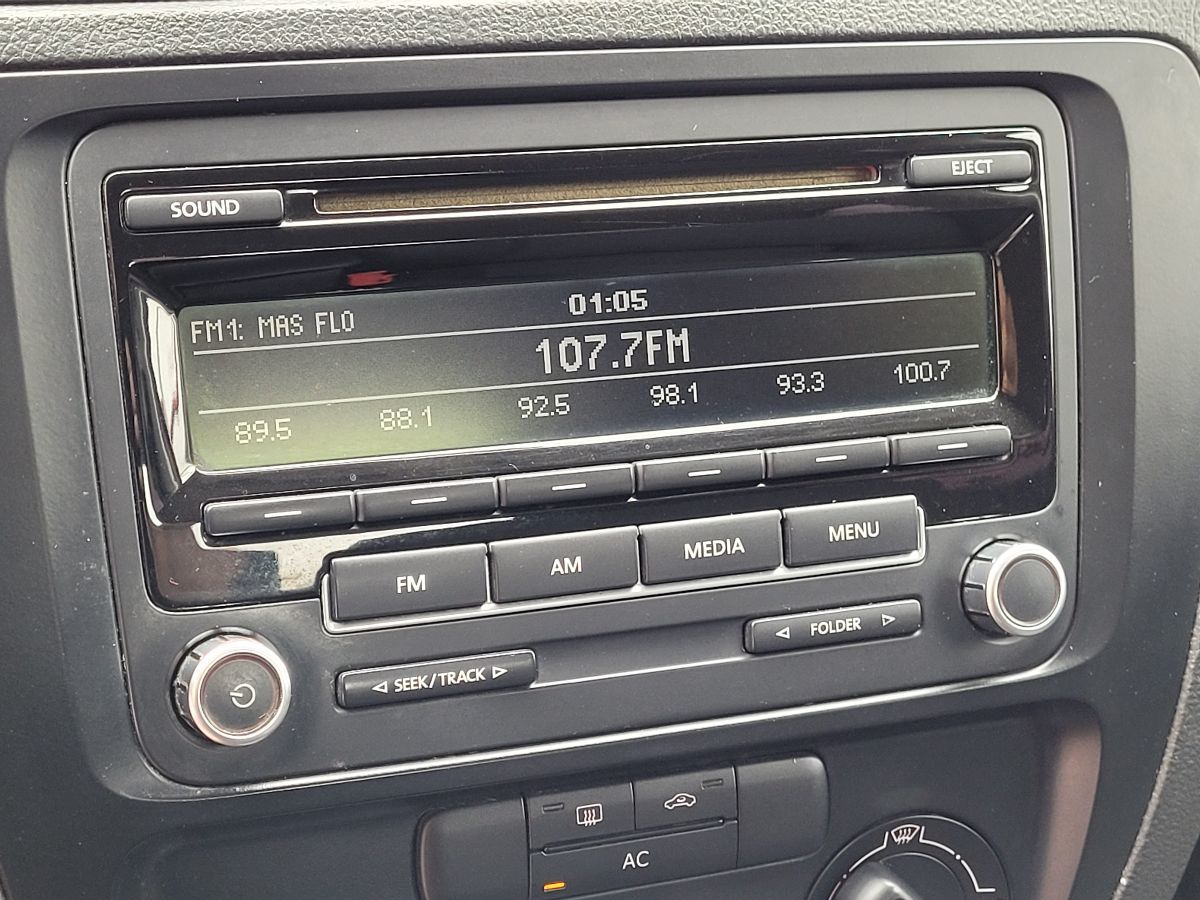 SOUND
EJECT
01:05
FM1: MAS FLO
107.7FM
89.5 88.1 92.5 98.1 93.3 100.7
FM AM MEDIA MENU
SEEK/TRACK
FOLDER
AC